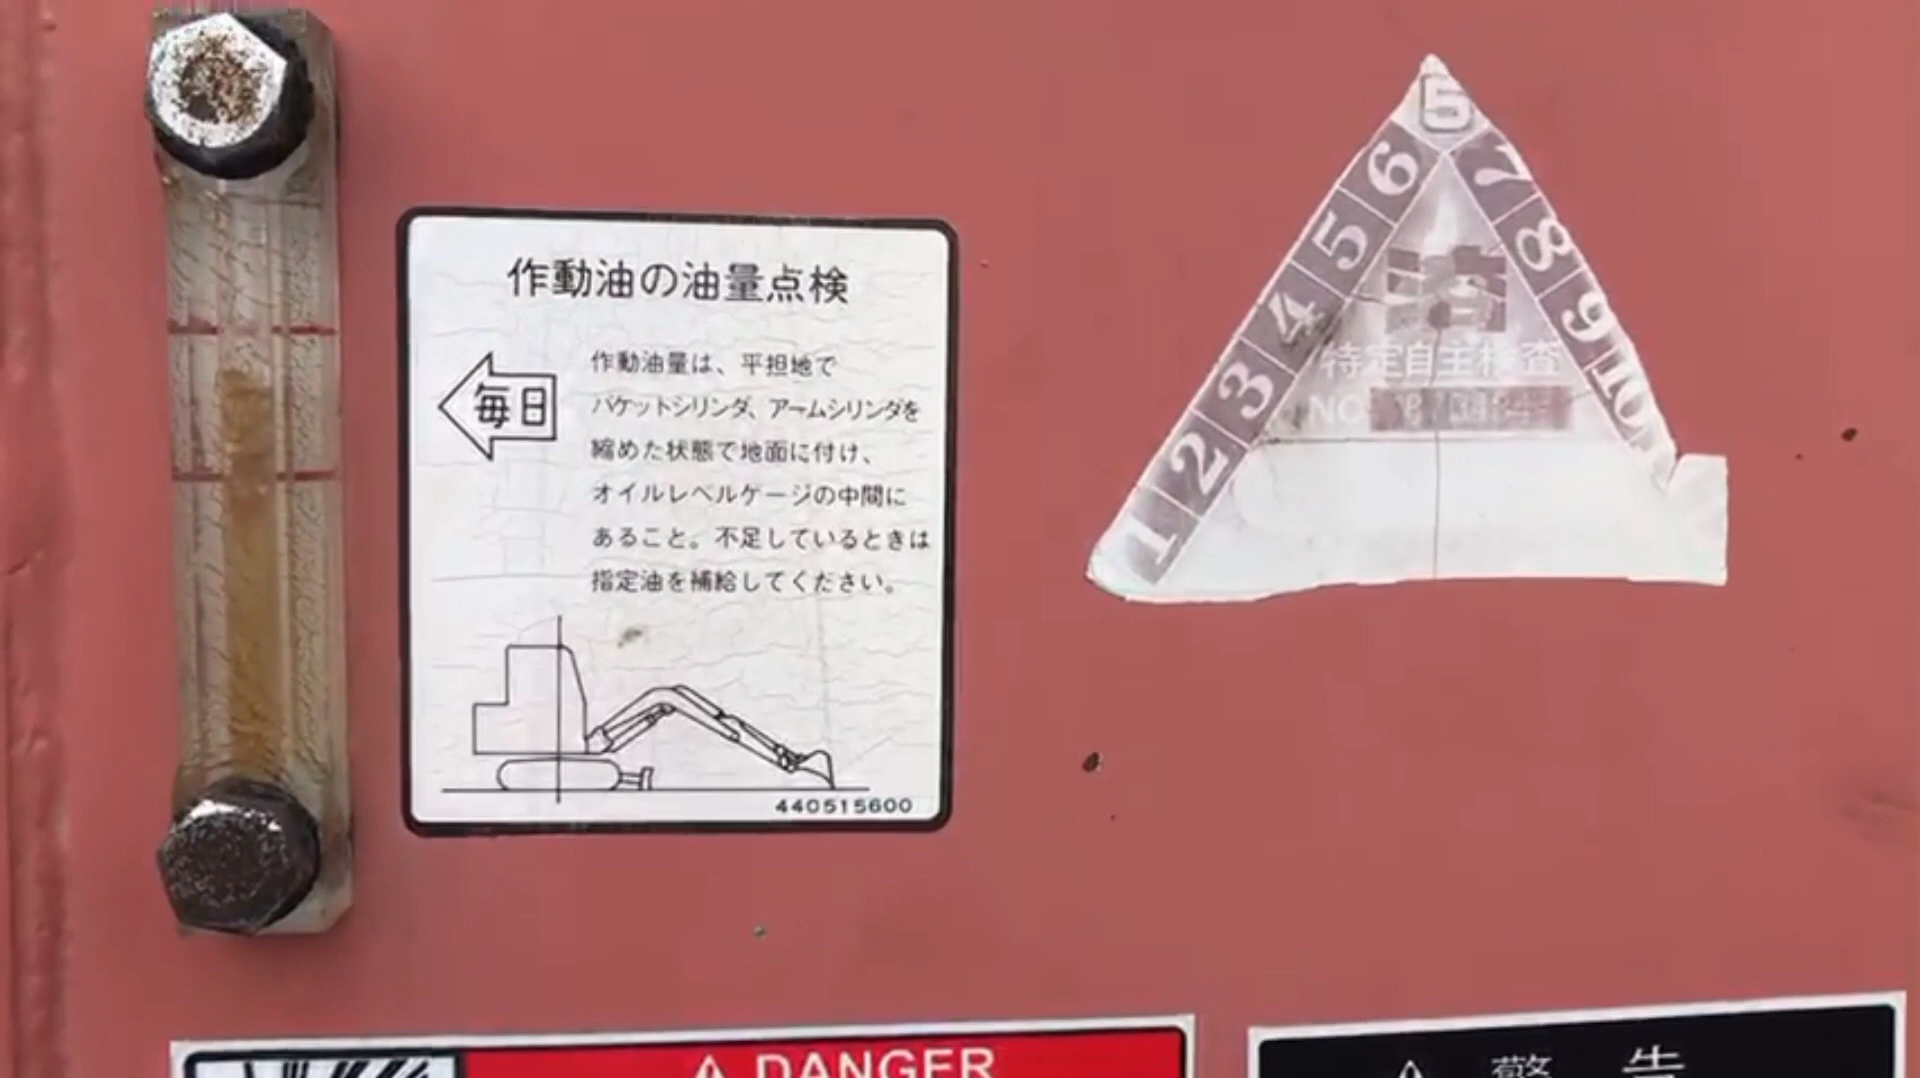 作動油の油量点検
毎日
作動油量は、平担地で
バケットシリンダ、アームシリンダを
縮めた状態で地面に付け、
オイルレベルゲージの中間に
あること。不足しているときは
指定油を補給してください。
440515600
5
6 7
5 8
4 9
3 10
2
1
特定自主検査
NO
DANGER
警告